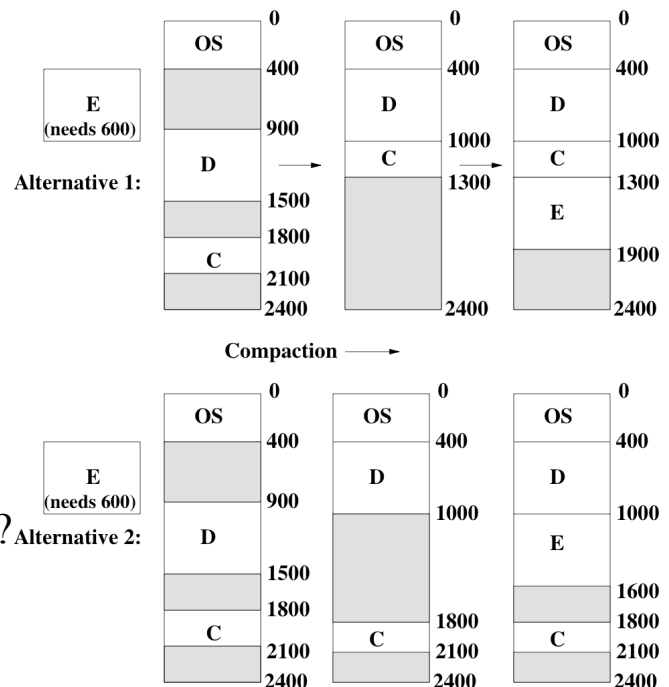 0 0 0
OS OS OS
400 400 400
E
(needs 600)
D D
900
1000 1000
D C C
Alternative 1:
1300 1300
1500
E
1800
1900
C
2100
2400 2400 2400
Compaction
0 0 0
OS OS OS
400 400 400
E
(needs 600)
D D
900
1000 1000
? Alternative 2:
D E
1500
1600
1800 1800 1800
C C C
2100 2100 2100
2400 2400 2400